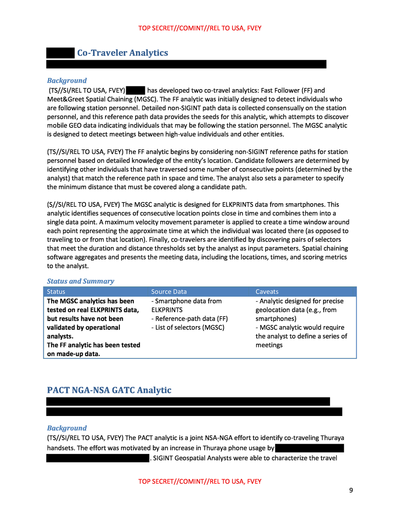 TOP SECRET//COMINT//REL TO USA, FVEY
Co-Traveler Analytics
Background
(TS//SI/REL TO USA, FVEY) has developed two co-travel analytics: Fast Follower (FF) and
Meet&Greet Spatial Chaining (MGSC). The FF analytic was initially designed to detect individuals who
are following station personnel. Detailed non-SIGINT path data is collected consensually on the station
personnel, and this reference path data provides the seeds for this analytic, which attempts to discover
mobile GEO data indicating individuals that may be following the station personnel. The MGSC analytic
is designed to detect meetings between high-value individuals and other entities.
(TS//SI/REL TO USA, FVEY) The FF analytic begins by considering non-SIGINT reference paths for station
personnel based on detailed knowledge of the entity's location. Candidate followers are determined by
identifying other individuals that have traversed some number of consecutive points (determined by the
analyst) that match the reference path in space and time. The analyst also sets a parameter to specify
the minimum distance that must be covered along a candidate path.
(S//SI/REL TO USA, FVEY) The MGSC analytic is designed for ELKPRINTS data from smartphones. This
analytic identifies sequences of consecutive location points close in time and combines them into a
single data point. A maximum velocity movement parameter is applied to create a time window around
each point representing the approximate time at which the individual was located there (as opposed to
traveling to or from that location). Finally, co-travelers are identified by discovering pairs of selectors
that meet the duration and distance thresholds set by the analyst as input parameters. Spatial chaining
software aggregates and presents the meeting data, including the locations, times, and scoring metrics
to the analyst.
Status and Summary
Status Source Data Caveats
The MGSC analytics has been - Smartphone data from - Analytic designed for precise
tested on real ELKPRINTS data, ELKPRINTS geolocation data (e.g., from
but results have not been - Reference-path data (FF) smartphones)
validated by operational - List of selectors (MGSC) - MGSC analytic would require
analysts. the analyst to define a series of
The FF analytic has been tested meetings
on made-up data.
PACT NGA-NSA GATC Analytic
Background
(TS//SI/REL TO USA, FVEY) The PACT analytic is a joint NSA-NGA effort to identify co-traveling Thuraya
handsets. The effort was motivated by an increase in Thuraya phone usage by
. SIGINT Geospatial Analysts were able to characterize the travel
TOP SECRET//COMINT//REL TO USA, FVEY
9